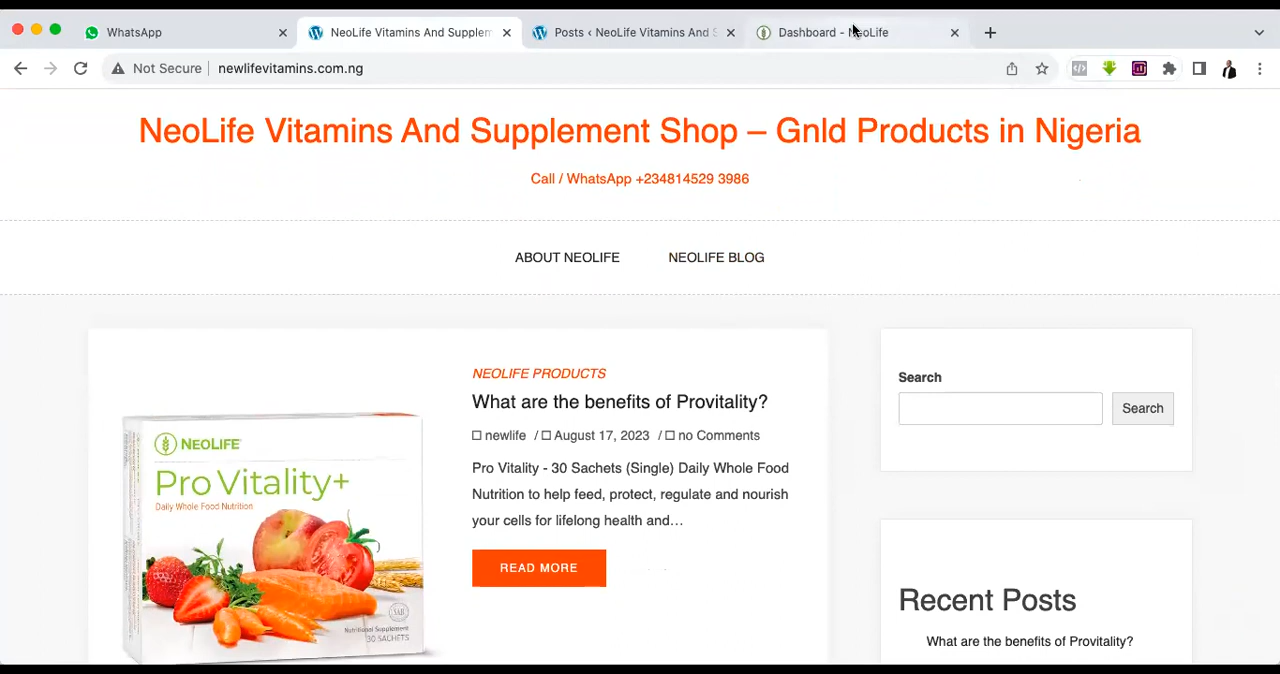 WhatsApp
NeoLife Vitamins And Supplem
Posts ‹ NeoLife Vitamins And S
Dashboard - NeoLife
Not Secure
newlifevitamins.com.ng
NeoLife Vitamins And Supplement Shop – Gnld Products in Nigeria
Call / WhatsApp +234814529 3986
ABOUT NEOLIFE
NEOLIFE BLOG
NEOLIFE PRODUCTS
What are the benefits of Provitality?
newlife / August 17, 2023 / no Comments
Pro Vitality - 30 Sachets (Single) Daily Whole Food
Nutrition to help feed, protect, regulate and nourish
your cells for lifelong health and…
READ MORE
NEOLIFE
Pro Vitality+
Daily Whole Food Nutrition
Nutritional Supplement
30 SACHETS
Search
Search
Recent Posts
What are the benefits of Provitality?